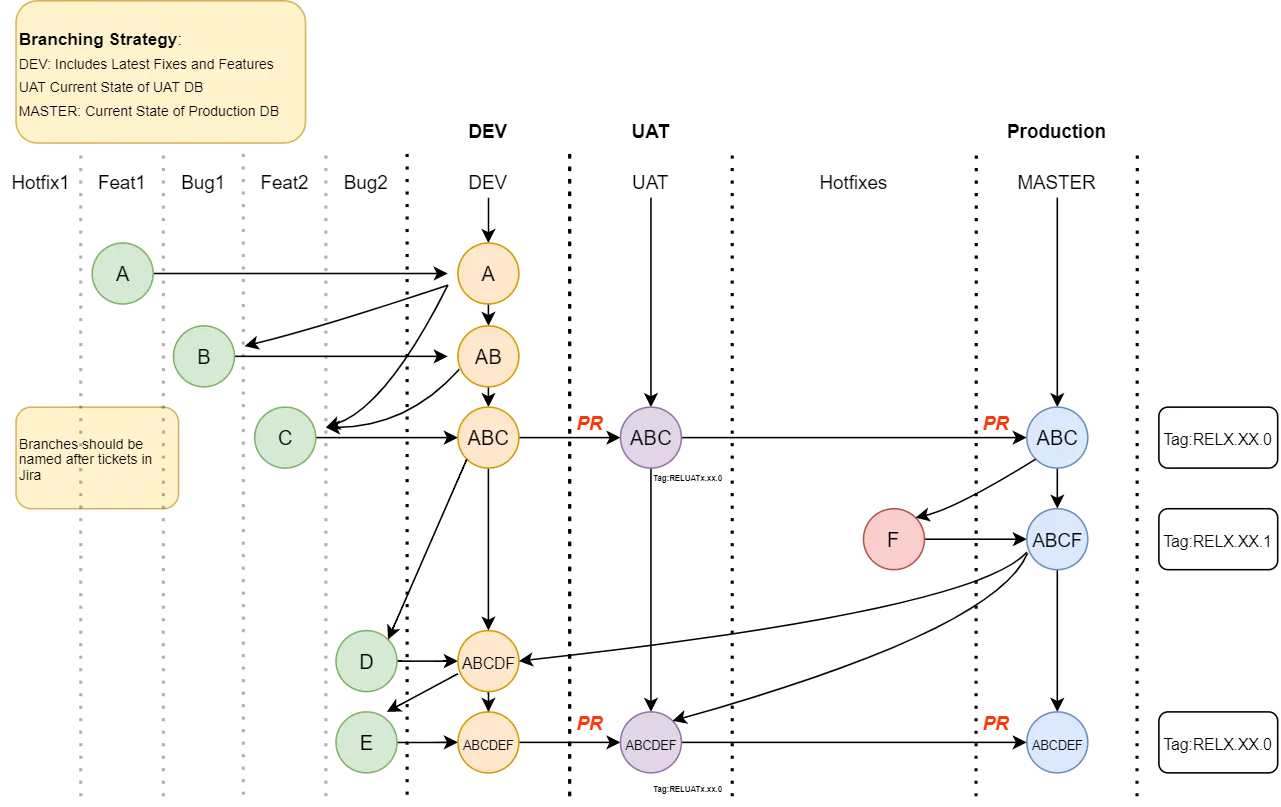 Branching Strategy:
DEV: Includes Latest Fixes and Features
UAT Current State of UAT DB
MASTER: Current State of Production DB
DEV UAT Production
Hotfix1 Feat1 Bug1 Feat2 Bug2 DEV UAT Hotfixes MASTER
A A
B AB
Branches should be
named after tickets in
Jira
C ABC PR ABC PR ABC Tag:RELX.XX.0
Tag:RELUATx.xx.0
F ABCF Tag:RELX.XX.1
D ABCDF
E ABCDEF PR ABCDEF PR ABCDEF Tag:RELX.XX.0
Tag:RELUATx.xx.0